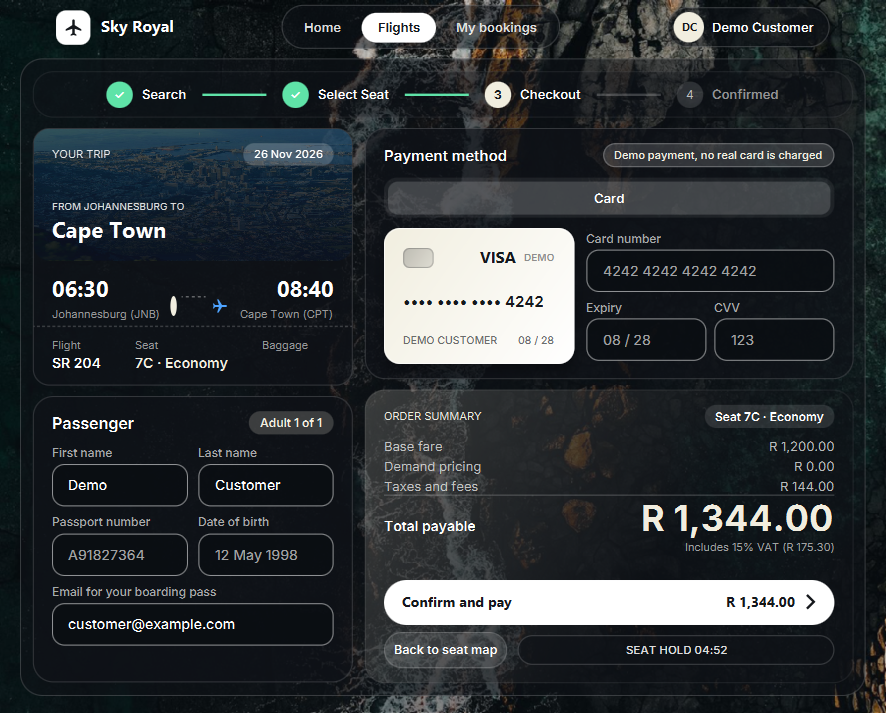 Sky Royal
Home
Flights
My bookings
DC
Demo Customer
Search
Select Seat
3
Checkout
4
Confirmed
YOUR TRIP
26 Nov 2026
FROM JOHANNESBURG TO
Cape Town
06:30
08:40
Johannesburg (JNB)
Cape Town (CPT)
Flight
Seat
Baggage
SR 204
7C · Economy
Passenger
Adult 1 of 1
First name
Last name
Demo
Customer
Passport number
Date of birth
A91827364
12 May 1998
Email for your boarding pass
customer@example.com
Payment method
Demo payment, no real card is charged
Card
VISA DEMO
•••• •••• •••• 4242
DEMO CUSTOMER
08 / 28
Card number
4242 4242 4242 4242
Expiry
CVV
08 / 28
123
ORDER SUMMARY
Seat 7C · Economy
Base fare
R 1,200.00
Demand pricing
R 0.00
Taxes and fees
R 144.00
Total payable
R 1,344.00
Includes 15% VAT (R 175.30)
Confirm and pay
R 1,344.00
Back to seat map
SEAT HOLD 04:52